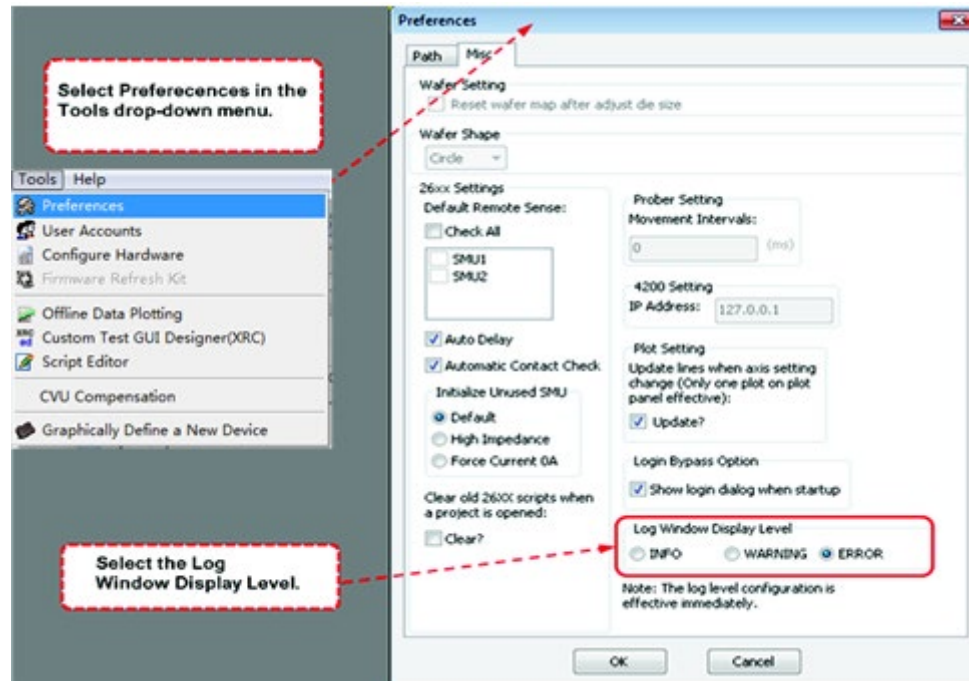 Select Preferecences in the
Tools drop-down menu.
Tools Help
Preferences
User Accounts
Configure Hardware
Firmware Refresh Kit
Offline Data Plotting
Custom Test GUI Designer(XRC)
Script Editor
CVU Compensation
Graphically Define a New Device
Select the Log
Window Display Level.
Preferences
Path Misc
Wafer Setting
Reset wafer map after adjust die size
Wafer Shape
Circle
26xx Settings
Default Remote Sense:
Check All
SMU1
SMU2
Auto Delay
Automatic Contact Check
Initialize Unused SMU
Default
High Impedance
Force Current 0A
Clear old 26XX scripts when
a project is opened:
Clear?
Prober Setting
Movement Intervals:
0 (ms)
4200 Setting
IP Address: 127.0.0.1
Plot Setting
Update lines when axis setting
change (Only one plot on plot
panel effective):
Update?
Login Bypass Option
Show login dialog when startup
Log Window Display Level
INFO WARNING ERROR
Note: The log level configuration is
effective immediately.
OK Cancel